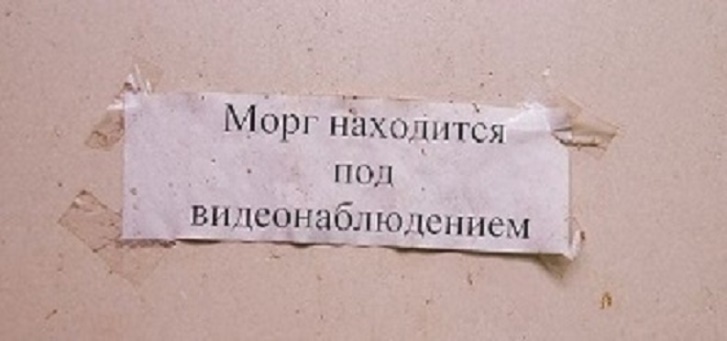 Морг находится
под
видеонаблюдением